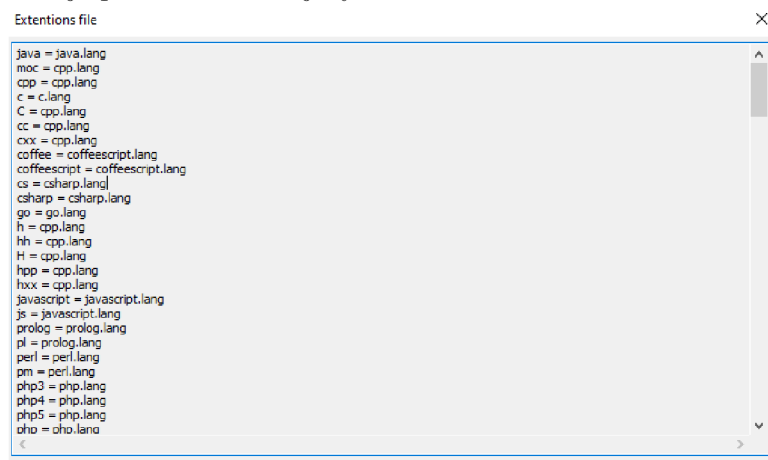 Extentions file
java = java.lang
moc = cpp.lang
cpp = cpp.lang
c = c.lang
C = cpp.lang
cc = cpp.lang
cxx = cpp.lang
coffee = coffeescript.lang
coffeescript = coffeescript.lang
cs = csharp.lang
csharp = csharp.lang
go = go.lang
h = cpp.lang
hh = cpp.lang
H = cpp.lang
hpp = cpp.lang
hxx = cpp.lang
javascript = javascript.lang
js = javascript.lang
prolog = prolog.lang
pl = prolog.lang
perl = perl.lang
pm = perl.lang
php3 = php.lang
php4 = php.lang
php5 = php.lang
php = php.lang